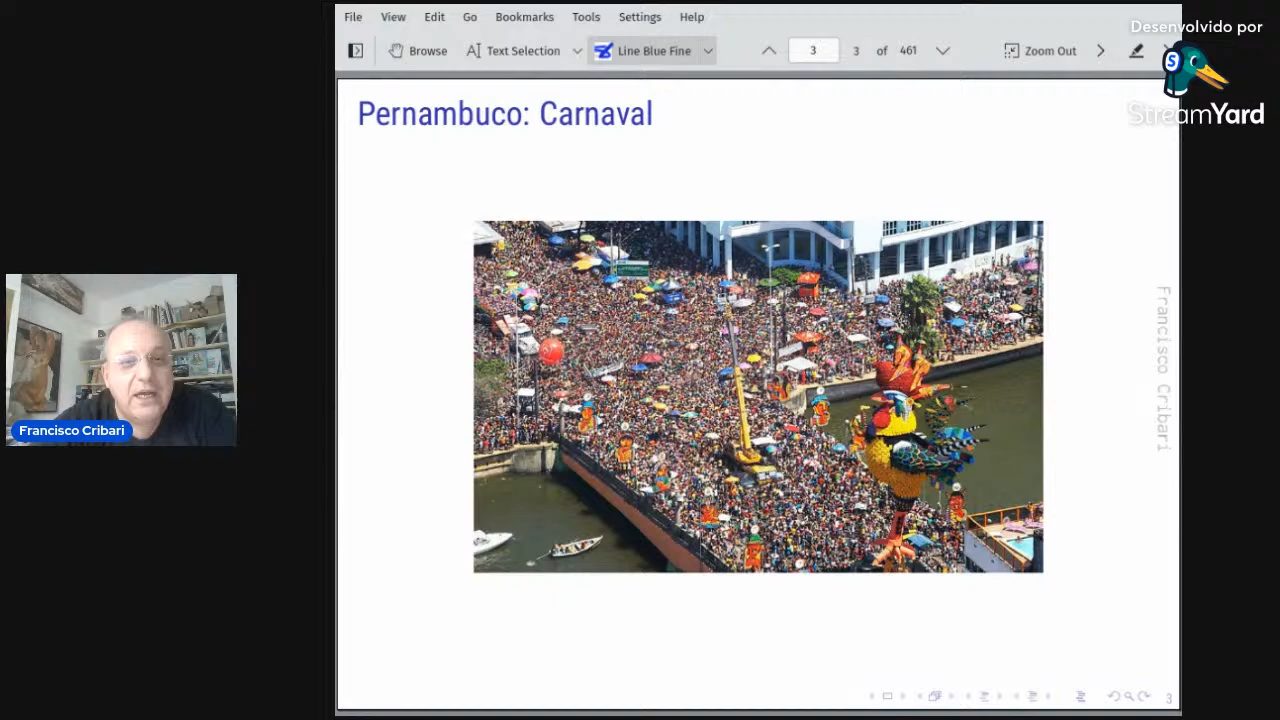 File View Edit Go Bookmarks Tools Settings Help
Browse Text Selection Line Blue Fine 3 3 of 461 Zoom Out
Desenvolvido por
StreamYard
Pernambuco: Carnaval
Francisco Cribari
Francisco Cribari
3